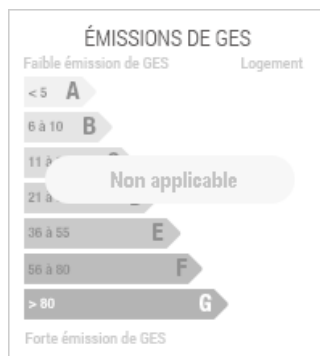 ÉMISSIONS DE GES
Faible émission de GES Logement
< 5 A
6 à 10 B
11 à
Non applicable
21 à
36 à 55 E
56 à 80 F
> 80 G
Forte émission de GES